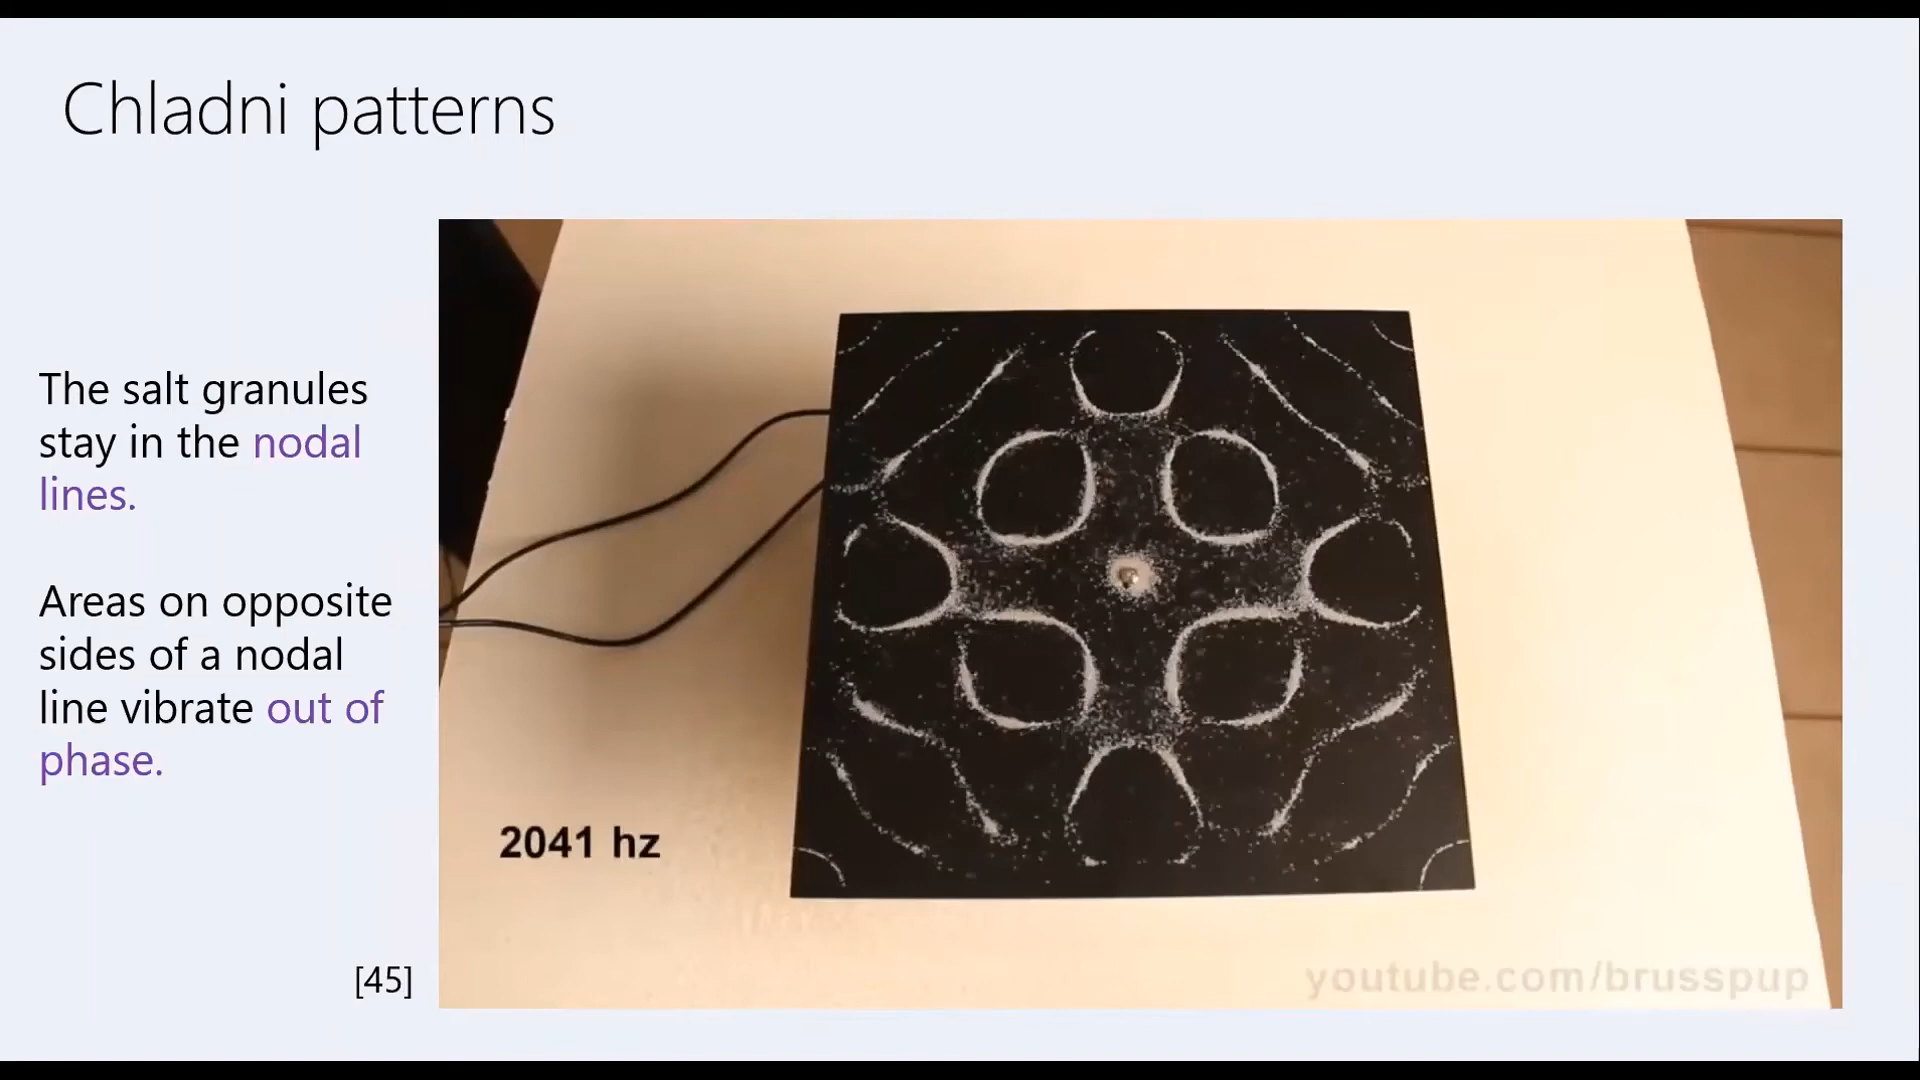 Chladni patterns
The salt granules
stay in the nodal
lines.
Areas on opposite
sides of a nodal
line vibrate out of
phase.
[45]
2041 hz
youtube.com/brusspup